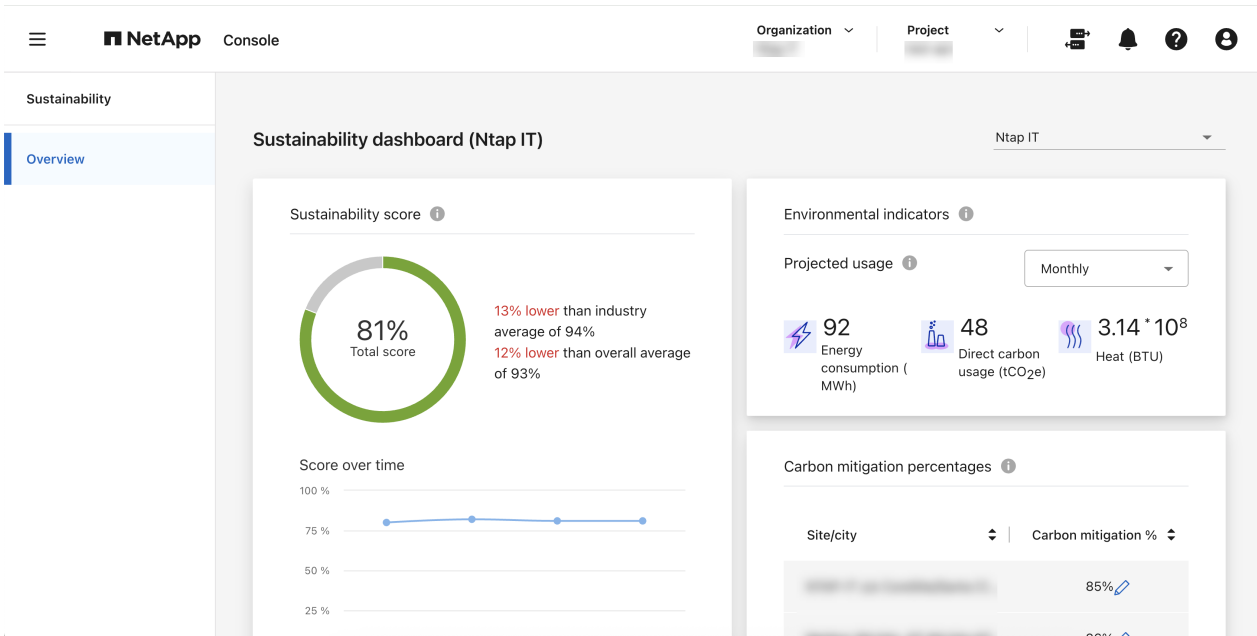 NetApp Console
Organization
Project
Sustainability
Overview
Sustainability dashboard (Ntap IT)
Ntap IT
Sustainability score
81%
Total score
13% lower than industry
average of 94%
12% lower than overall average
of 93%
Score over time
100 %
75 %
50 %
25 %
Environmental indicators
Projected usage
Monthly
92
Energy
consumption (
MWh)
48
Direct carbon
usage (tCO2e)
3.14 * 10⁸
Heat (BTU)
Carbon mitigation percentages
Site/city
Carbon mitigation %
85%